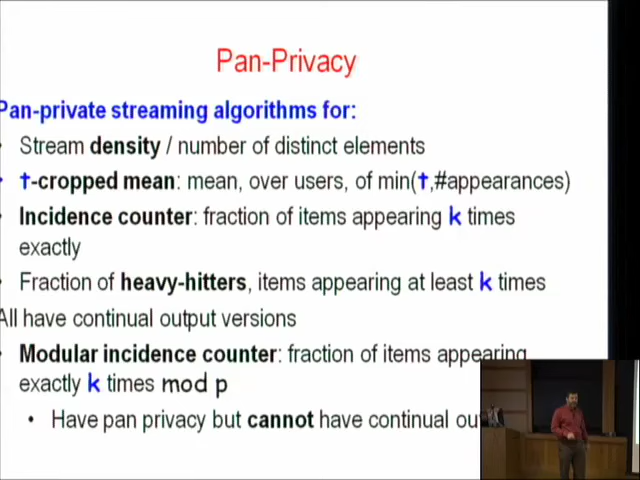 Pan-Privacy
Pan-private streaming algorithms for:
• Stream density / number of distinct elements
• t-cropped mean: mean, over users, of min(t,#appearances)
• Incidence counter: fraction of items appearing k times
exactly
• Fraction of heavy-hitters, items appearing at least k times
All have continual output versions
• Modular incidence counter: fraction of items appearing
exactly k times mod p
• Have pan privacy but cannot have continual